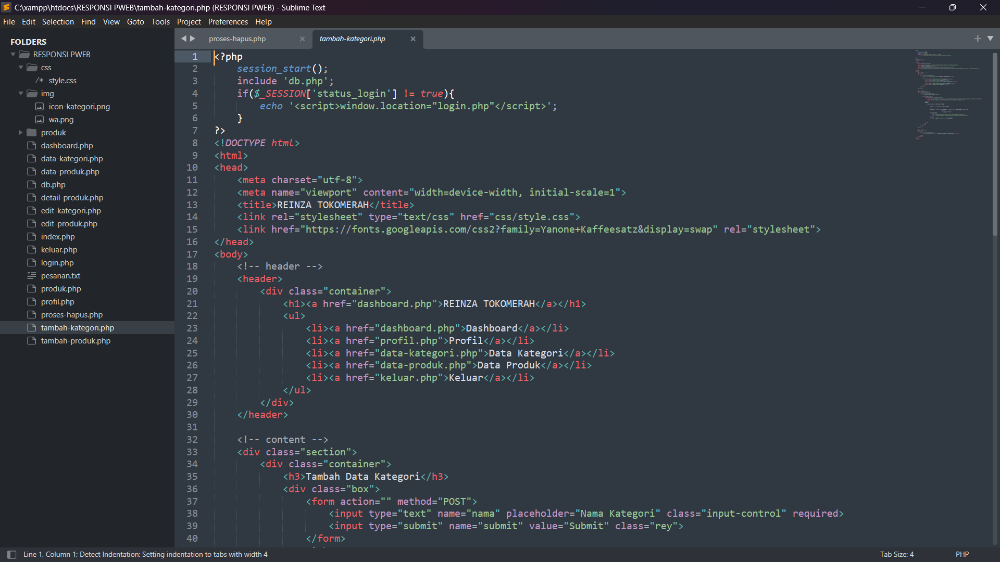 C:\xampp\htdocs\RESPONSI PWEB\tambah-kategori.php (RESPONSI PWEB) - Sublime Text
File Edit Selection Find View Goto Tools Project Preferences Help
FOLDERS
RESPONSI PWEB
css
/* style.css
img
icon-kategori.png
wa.png
produk
dashboard.php
data-kategori.php
data-produk.php
db.php
detail-produk.php
edit-kategori.php
edit-produk.php
index.php
keluar.php
login.php
pesanan.txt
produk.php
profil.php
proses-hapus.php
tambah-kategori.php
tambah-produk.php
proses-hapus.php
tambah-kategori.php
1 <?php
2     session_start();
3     include 'db.php';
4     if($_SESSION['status_login'] != true){
5         echo '<script>window.location="login.php"</script>';
6     }
7 ?>
8 <!DOCTYPE html>
9 <html>
10 <head>
11     <meta charset="utf-8">
12     <meta name="viewport" content="width=device-width, initial-scale=1">
13     <title>REINZA TOKOMERAH</title>
14     <link rel="stylesheet" type="text/css" href="css/style.css">
15     <link href="https://fonts.googleapis.com/css2?family=Yanone+Kaffeesatz&display=swap" rel="stylesheet">
16 </head>
17 <body>
18     <!-- header -->
19     <header>
20         <div class="container">
21             <h1><a href="dashboard.php">REINZA TOKOMERAH</a></h1>
22             <ul>
23                 <li><a href="dashboard.php">Dashboard</a></li>
24                 <li><a href="profil.php">Profil</a></li>
25                 <li><a href="data-kategori.php">Data Kategori</a></li>
26                 <li><a href="data-produk.php">Data Produk</a></li>
27                 <li><a href="keluar.php">Keluar</a></li>
28             </ul>
29         </div>
30     </header>
31
32     <!-- content -->
33     <div class="section">
34         <div class="container">
35             <h3>Tambah Data Kategori</h3>
36             <div class="box">
37                 <form action="" method="POST">
38                     <input type="text" name="nama" placeholder="Nama Kategori" class="input-control" required>
39                     <input type="submit" name="submit" value="Submit" class="rey">
40                 </form>
Line 1, Column 1; Detect Indentation: Setting indentation to tabs with width 4
Tab Size: 4
PHP